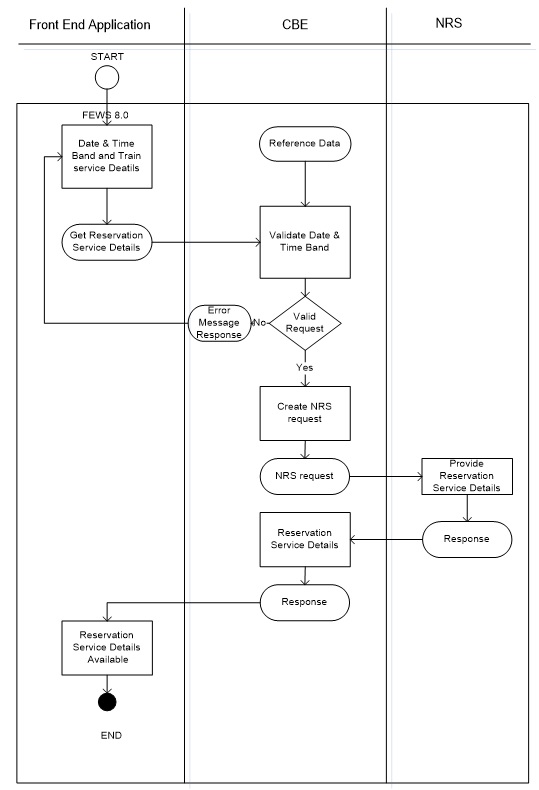 Front End Application
CBE
NRS
START
FEWS 8.0
Date & Time
Band and Train
service Deatils
Reference Data
Get Reservation
Service Details
Validate Date &
Time Band
Error
Message
Response
No
Valid
Request
Yes
Create NRS
request
NRS request
Provide
Reservation
Service Details
Reservation
Service Details
Response
Response
Reservation
Service Details
Available
END